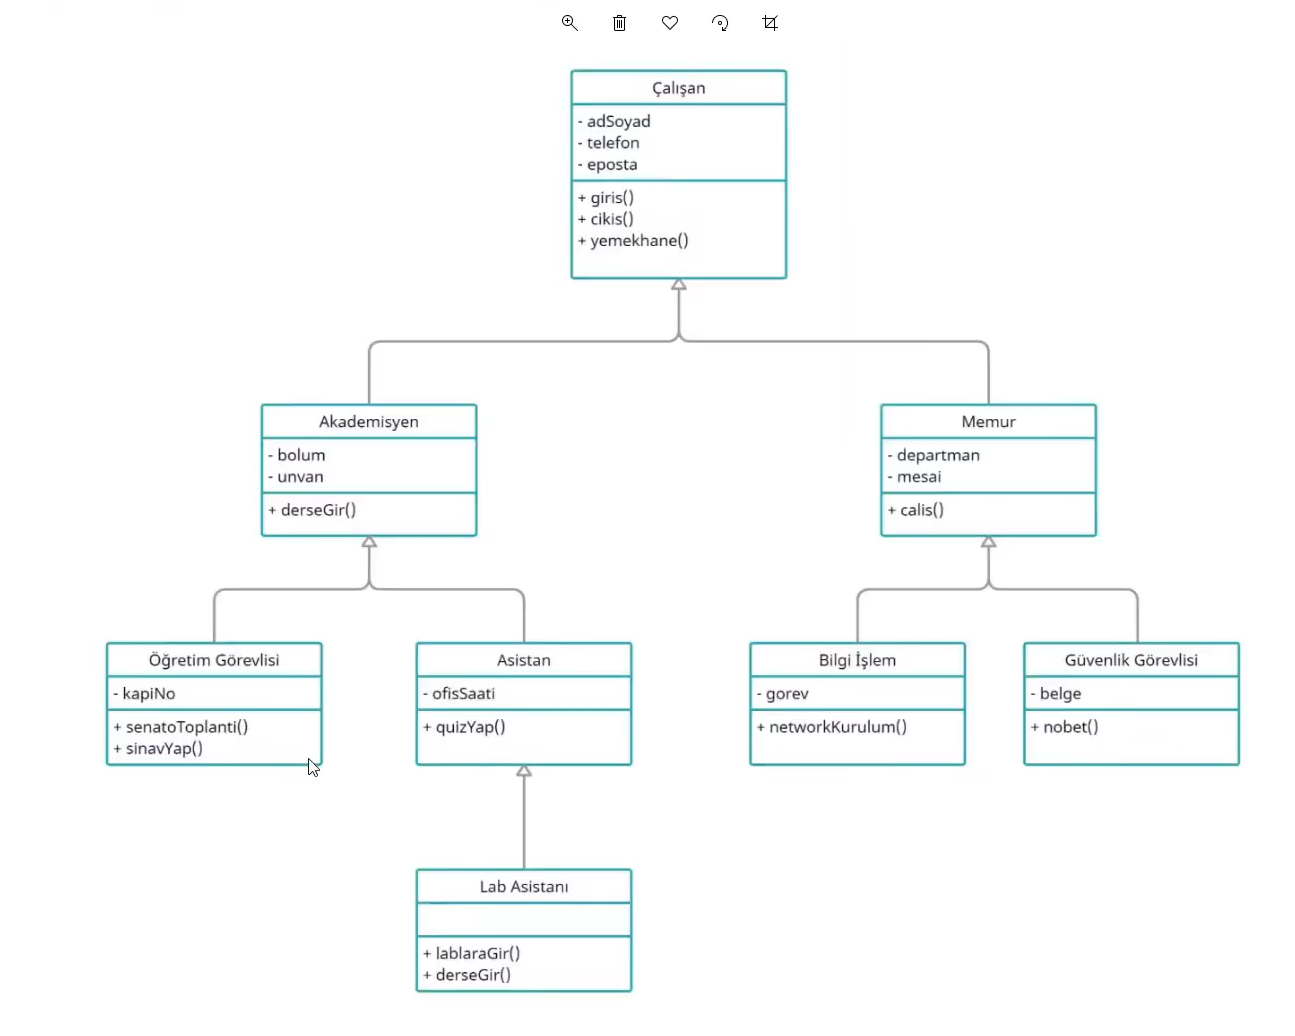 Çalışan
- adSoyad
- telefon
- eposta
+ giris()
+ cikis()
+ yemekhane()
Akademisyen
- bolum
- unvan
+ derseGir()
Memur
- departman
- mesai
+ calis()
Öğretim Görevlisi
- kapiNo
+ senatoToplanti()
+ sinavYap()
Asistan
- ofisSaati
+ quizYap()
Bilgi İşlem
- gorev
+ networkKurulum()
Güvenlik Görevlisi
- belge
+ nobet()
Lab Asistanı
+ lablaraGir()
+ derseGir()